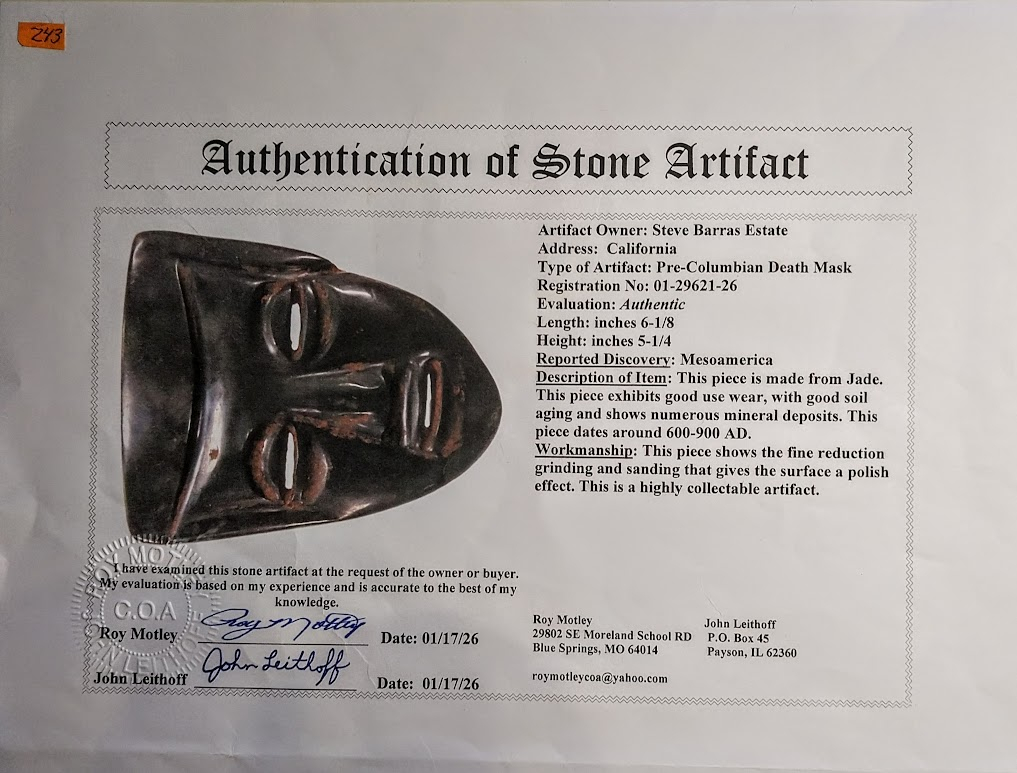 243
Authentication of Stone Artifact
Artifact Owner: Steve Barras Estate
Address: California
Type of Artifact: Pre-Columbian Death Mask
Registration No: 01-29621-26
Evaluation: Authentic
Length: inches 6-1/8
Height: inches 5-1/4
Reported Discovery: Mesoamerica
Description of Item: This piece is made from Jade.
This piece exhibits good use wear, with good soil
aging and shows numerous mineral deposits. This
piece dates around 600-900 AD.
Workmanship: This piece shows the fine reduction
grinding and sanding that gives the surface a polish
effect. This is a highly collectable artifact.
I have examined this stone artifact at the request of the owner or buyer.
My evaluation is based on my experience and is accurate to the best of my
knowledge.
Roy Motley Roy Motley Date: 01/17/26
John Leithoff John Leithoff Date: 01/17/26
ROY MOTLEY
C.O.A
JOHN LEITHOFF
Roy Motley
29802 SE Moreland School RD
Blue Springs, MO 64014
roymotleycoa@yahoo.com
John Leithoff
P.O. Box 45
Payson, IL 62360